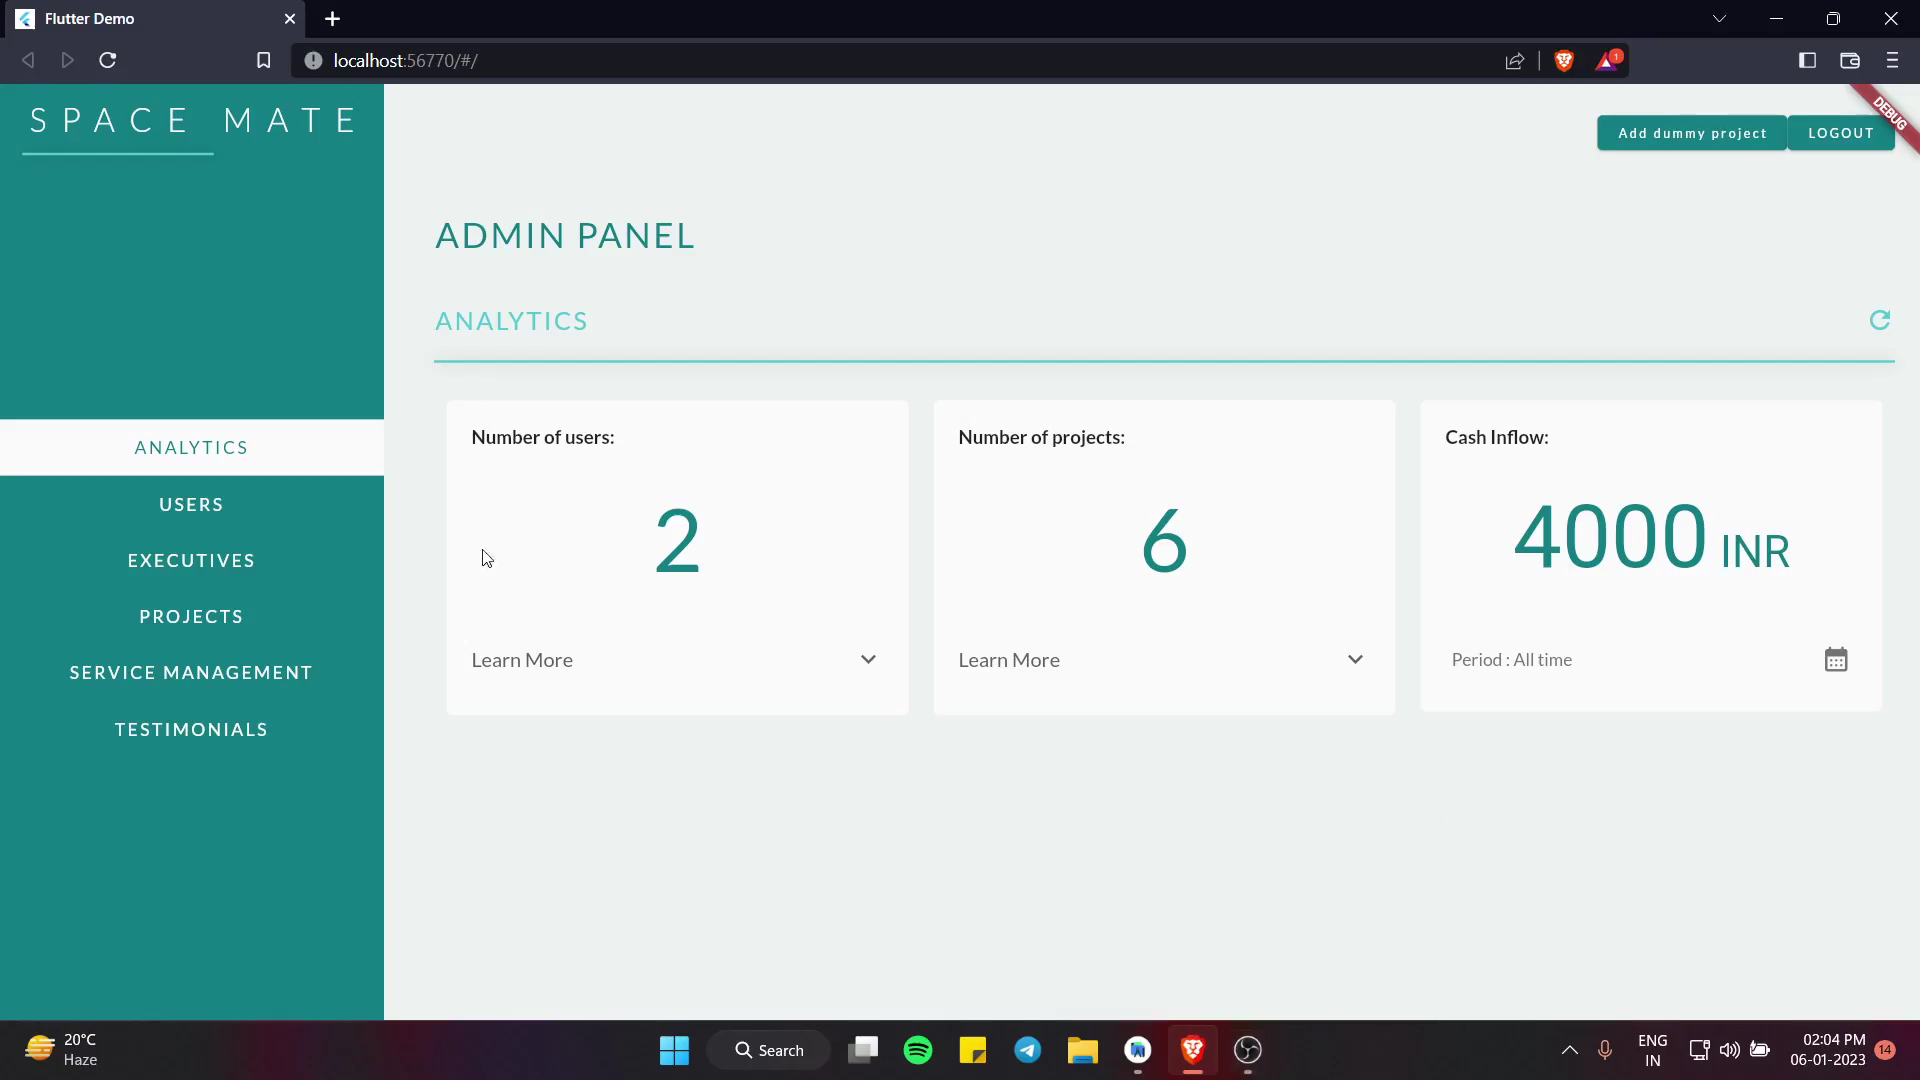 Flutter Demo
localhost:56770/#/
1
SPACE MATE
DEBUG
Add dummy project
LOGOUT
ADMIN PANEL
ANALYTICS
ANALYTICS
USERS
EXECUTIVES
PROJECTS
SERVICE MANAGEMENT
TESTIMONIALS
Number of users:
2
Learn More
Number of projects:
6
Learn More
Cash Inflow:
4000 INR
Period : All time
20°C
Haze
Search
ENG
IN
02:04 PM
06-01-2023
14